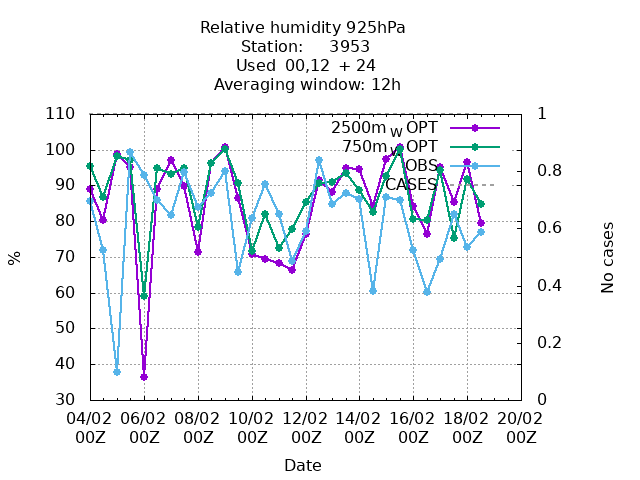 Relative humidity 925hPa
Station: 3953
Used 00,12 + 24
Averaging window: 12h
110
100
90
80
70
60
50
40
30
%
1
0.8
0.6
0.4
0.2
0
No cases
2500m_w OPT
750m_w OPT
OBS
CASES
04/02 06/02 08/02 10/02 12/02 14/02 16/02 18/02 20/02
00Z 00Z 00Z 00Z 00Z 00Z 00Z 00Z 00Z
Date